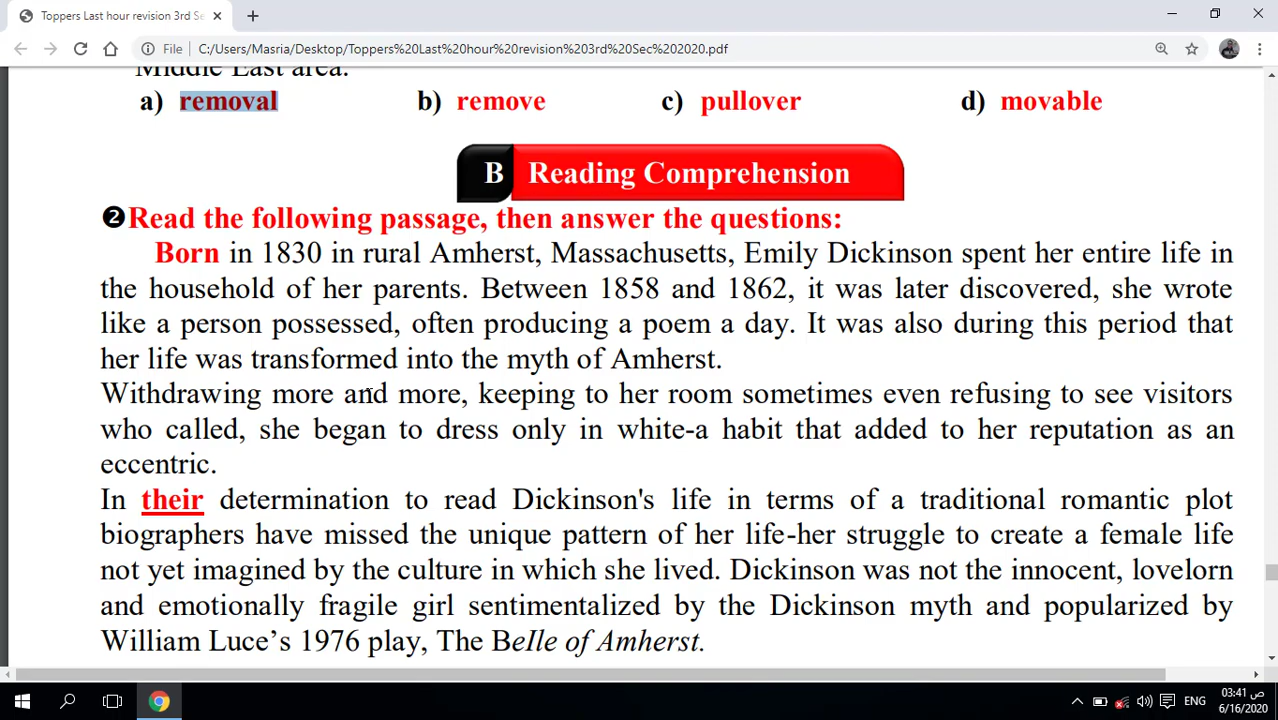 Toppers Last hour revision 3rd Se
File C:/Users/Masria/Desktop/Toppers%20Last%20hour%20revision%203rd%20Sec%202020.pdf
Middle East area.
a) removal b) remove c) pullover d) movable
B Reading Comprehension
❷Read the following passage, then answer the questions:
Born in 1830 in rural Amherst, Massachusetts, Emily Dickinson spent her entire life in
the household of her parents. Between 1858 and 1862, it was later discovered, she wrote
like a person possessed, often producing a poem a day. It was also during this period that
her life was transformed into the myth of Amherst.
Withdrawing more and more, keeping to her room sometimes even refusing to see visitors
who called, she began to dress only in white-a habit that added to her reputation as an
eccentric.
In their determination to read Dickinson's life in terms of a traditional romantic plot
biographers have missed the unique pattern of her life-her struggle to create a female life
not yet imagined by the culture in which she lived. Dickinson was not the innocent, lovelorn
and emotionally fragile girl sentimentalized by the Dickinson myth and popularized by
William Luce’s 1976 play, The Belle of Amherst.
ENG
03:41 ص
6/16/2020